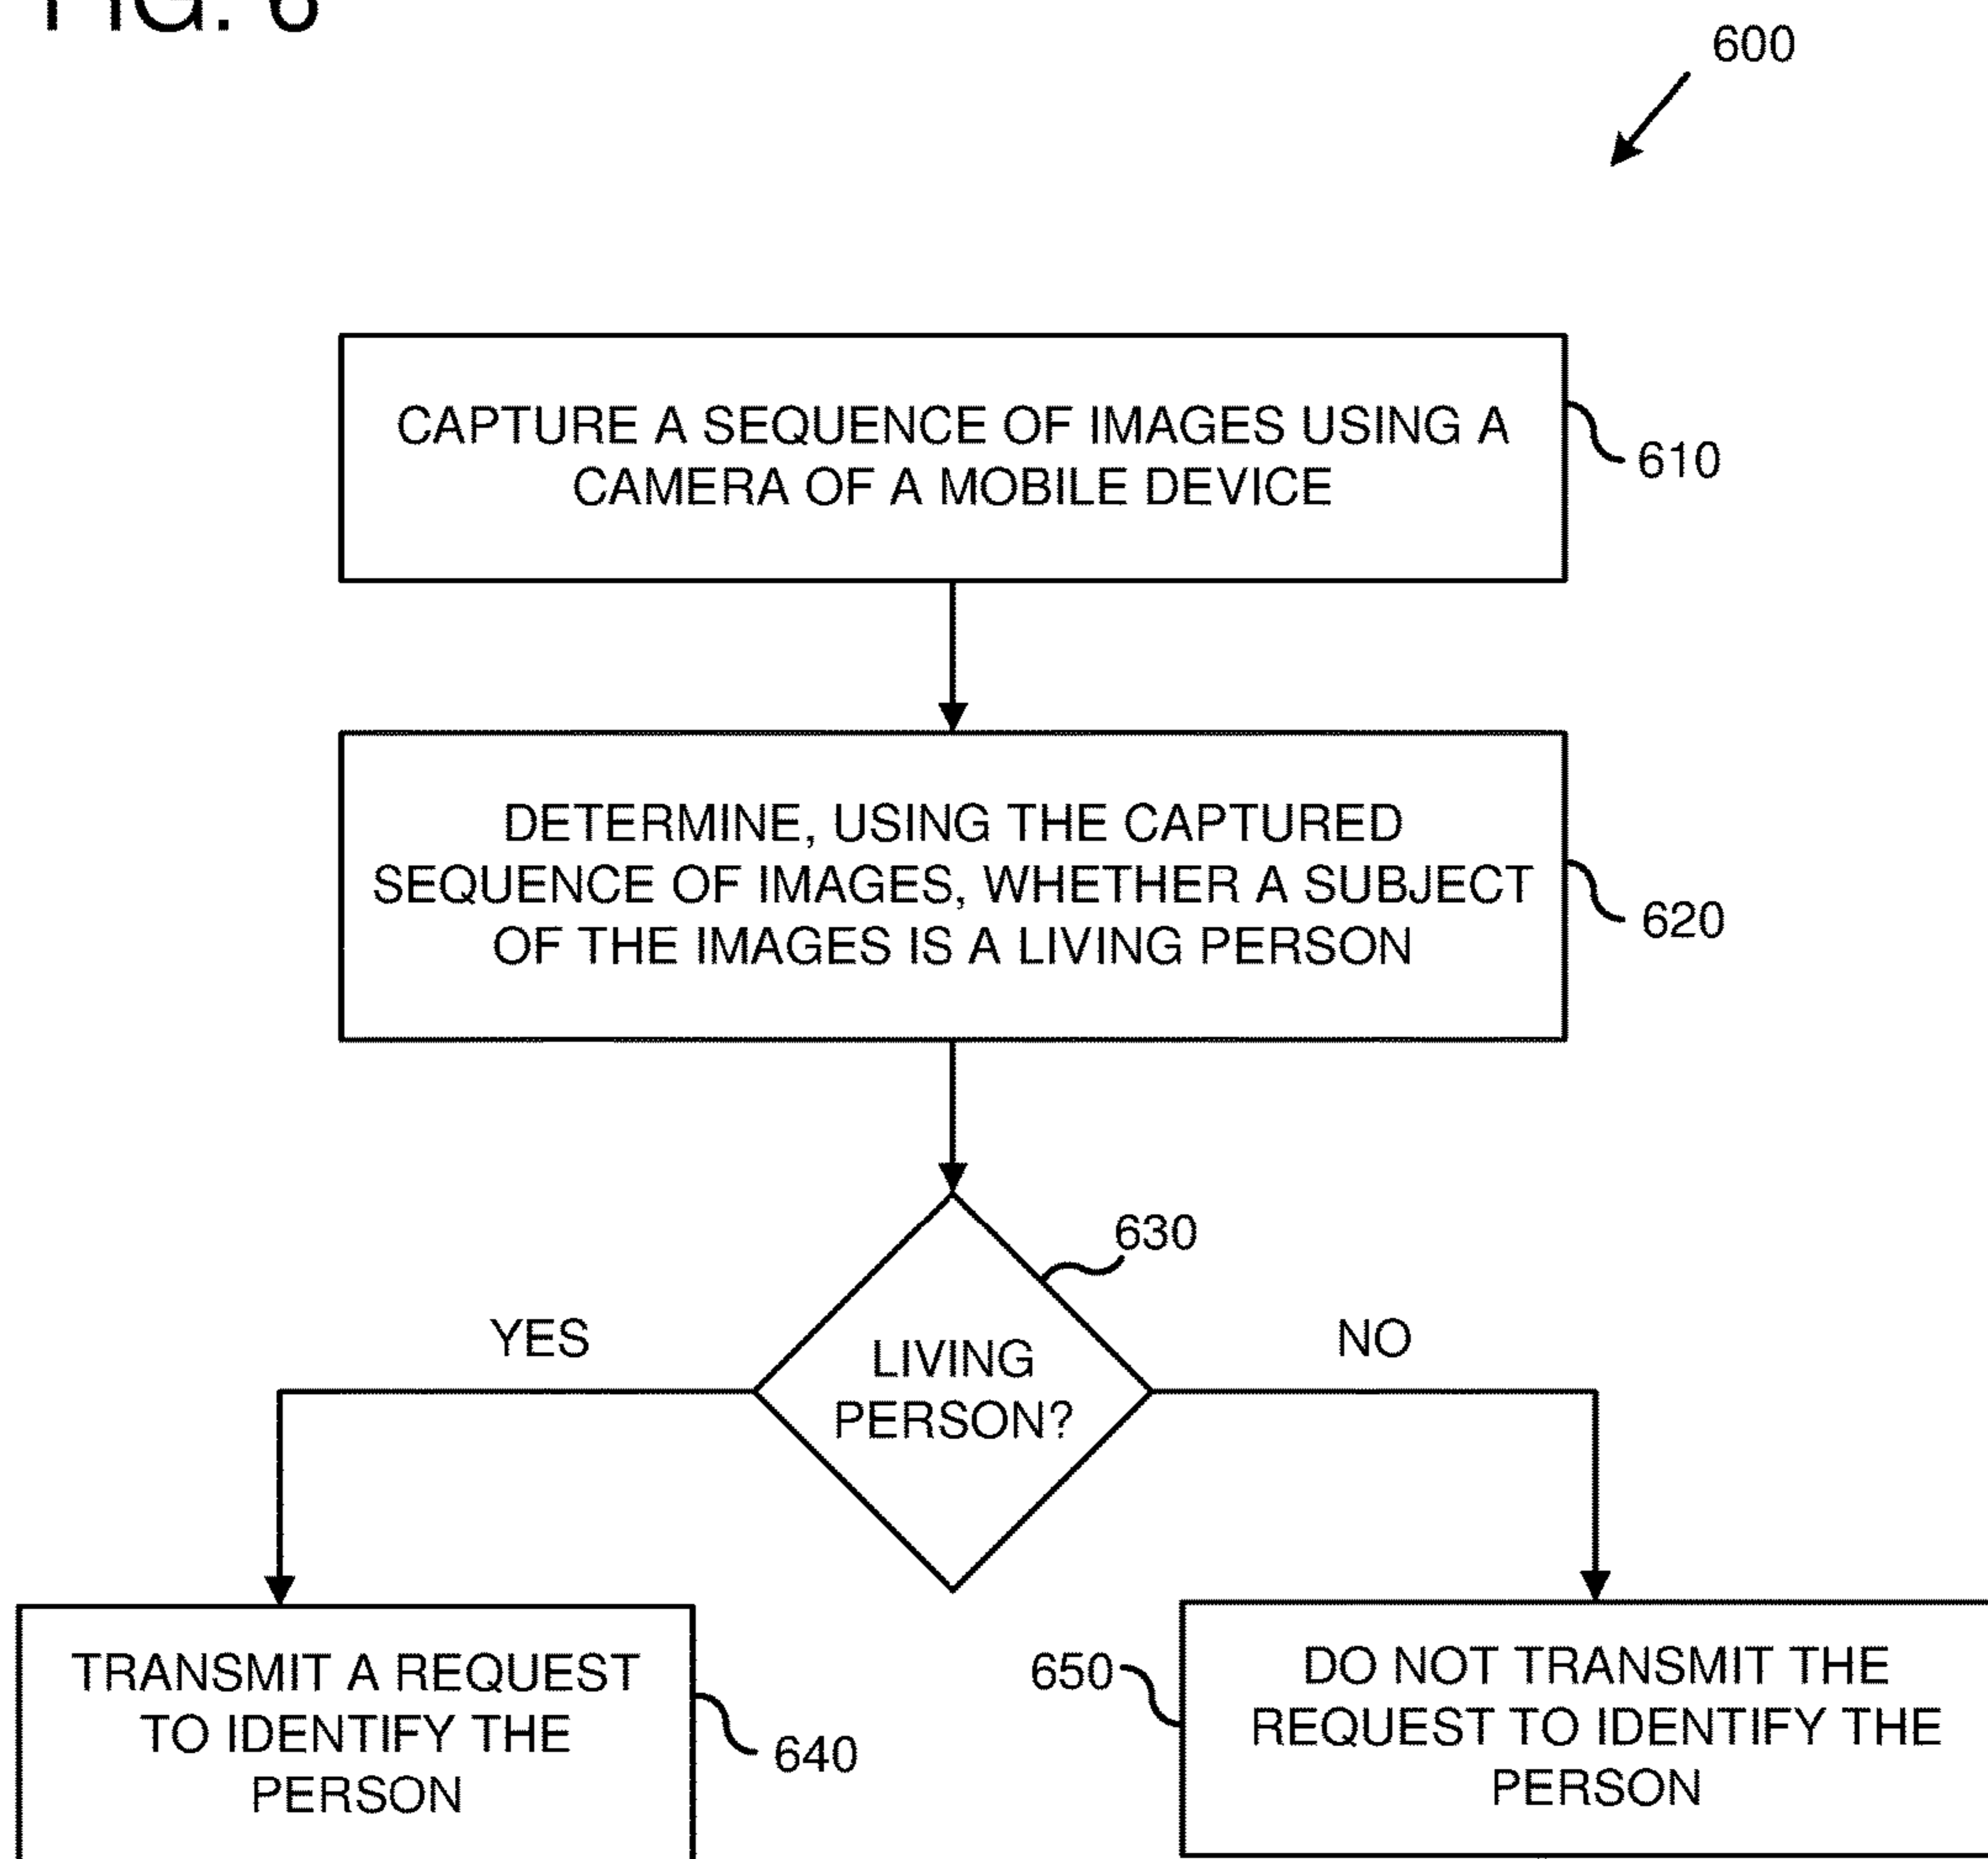 FIG. 6
600
CAPTURE A SEQUENCE OF IMAGES USING A
CAMERA OF A MOBILE DEVICE
610
DETERMINE, USING THE CAPTURED
SEQUENCE OF IMAGES, WHETHER A SUBJECT
OF THE IMAGES IS A LIVING PERSON
620
630
YES
NO
LIVING
PERSON?
TRANSMIT A REQUEST
TO IDENTIFY THE
PERSON
640
650
DO NOT TRANSMIT THE
REQUEST TO IDENTIFY THE
PERSON